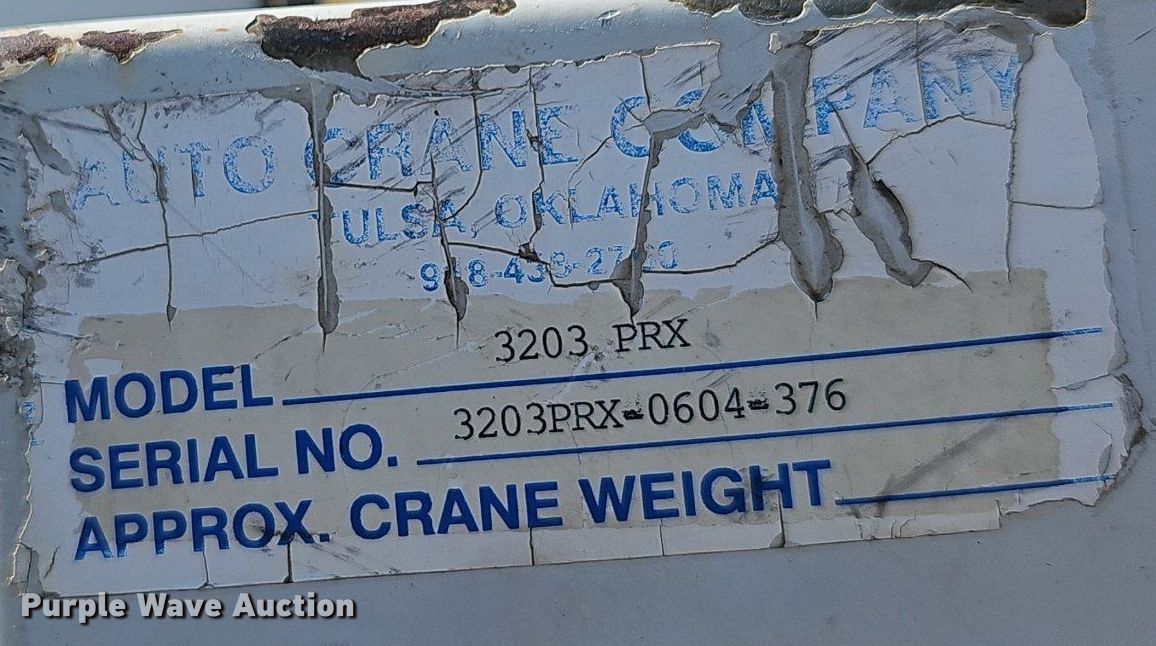 AUTO CRANE COMPANY
TULSA, OKLAHOMA
MODEL 3203 PRX
SERIAL NO. 3203PRX-0604-376
APPROX. CRANE WEIGHT
Purple Wave Auction